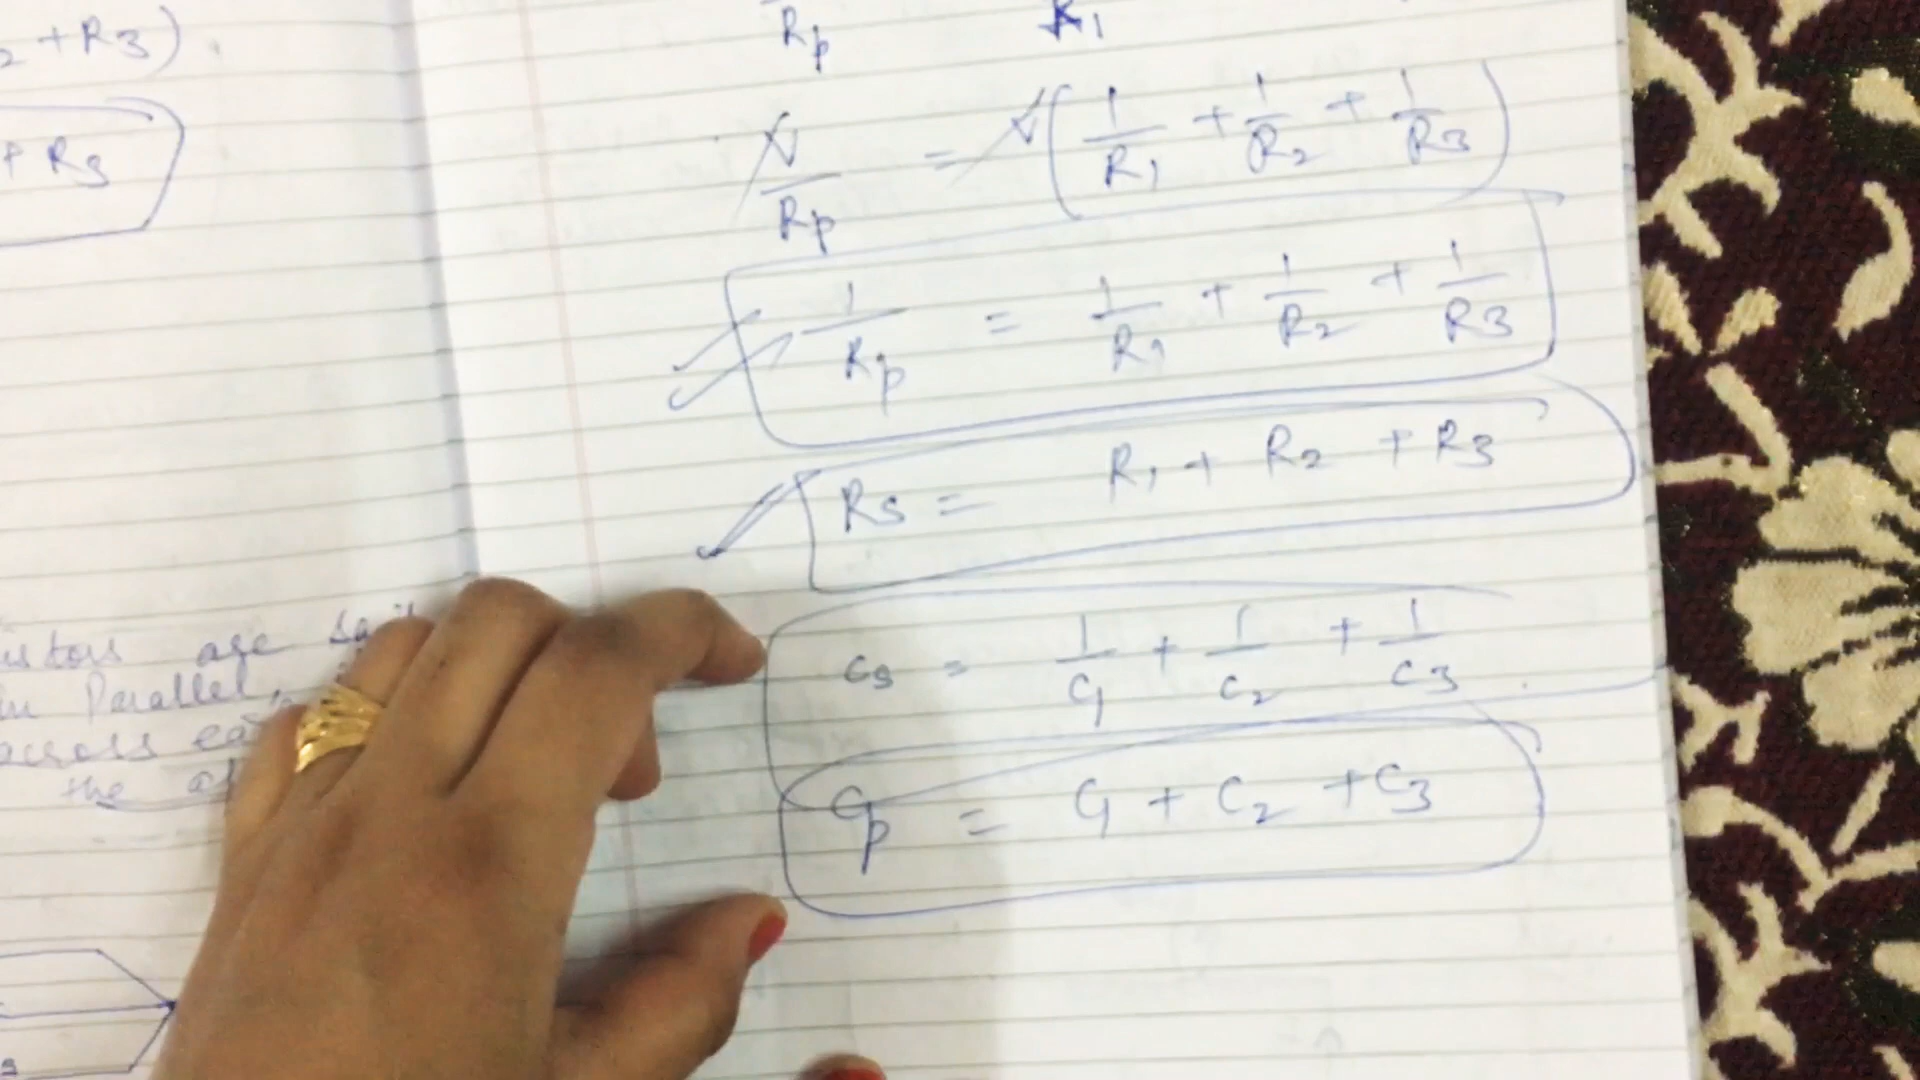 2 + R3)
+ R3
istors are said
in Parallel,
across
the
Rp R1
V/Rp = V(1/R1 + 1/R2 + 1/R3)
1/Rp = 1/R1 + 1/R2 + 1/R3
Rs = R1 + R2 + R3
Cs = 1/C1 + 1/C2 + 1/C3
Cp = C1 + C2 + C3